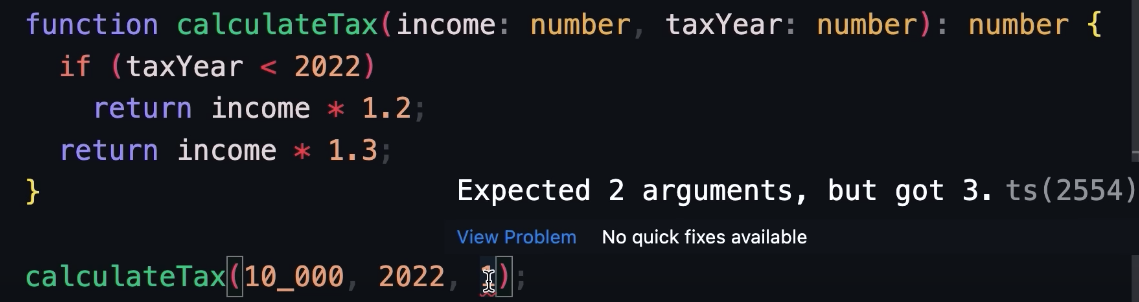 function calculateTax(income: number, taxYear: number): number {
  if (taxYear < 2022)
    return income * 1.2;
  return income * 1.3;
}
Expected 2 arguments, but got 3. ts(2554)
View Problem No quick fixes available
calculateTax(10_000, 2022, );